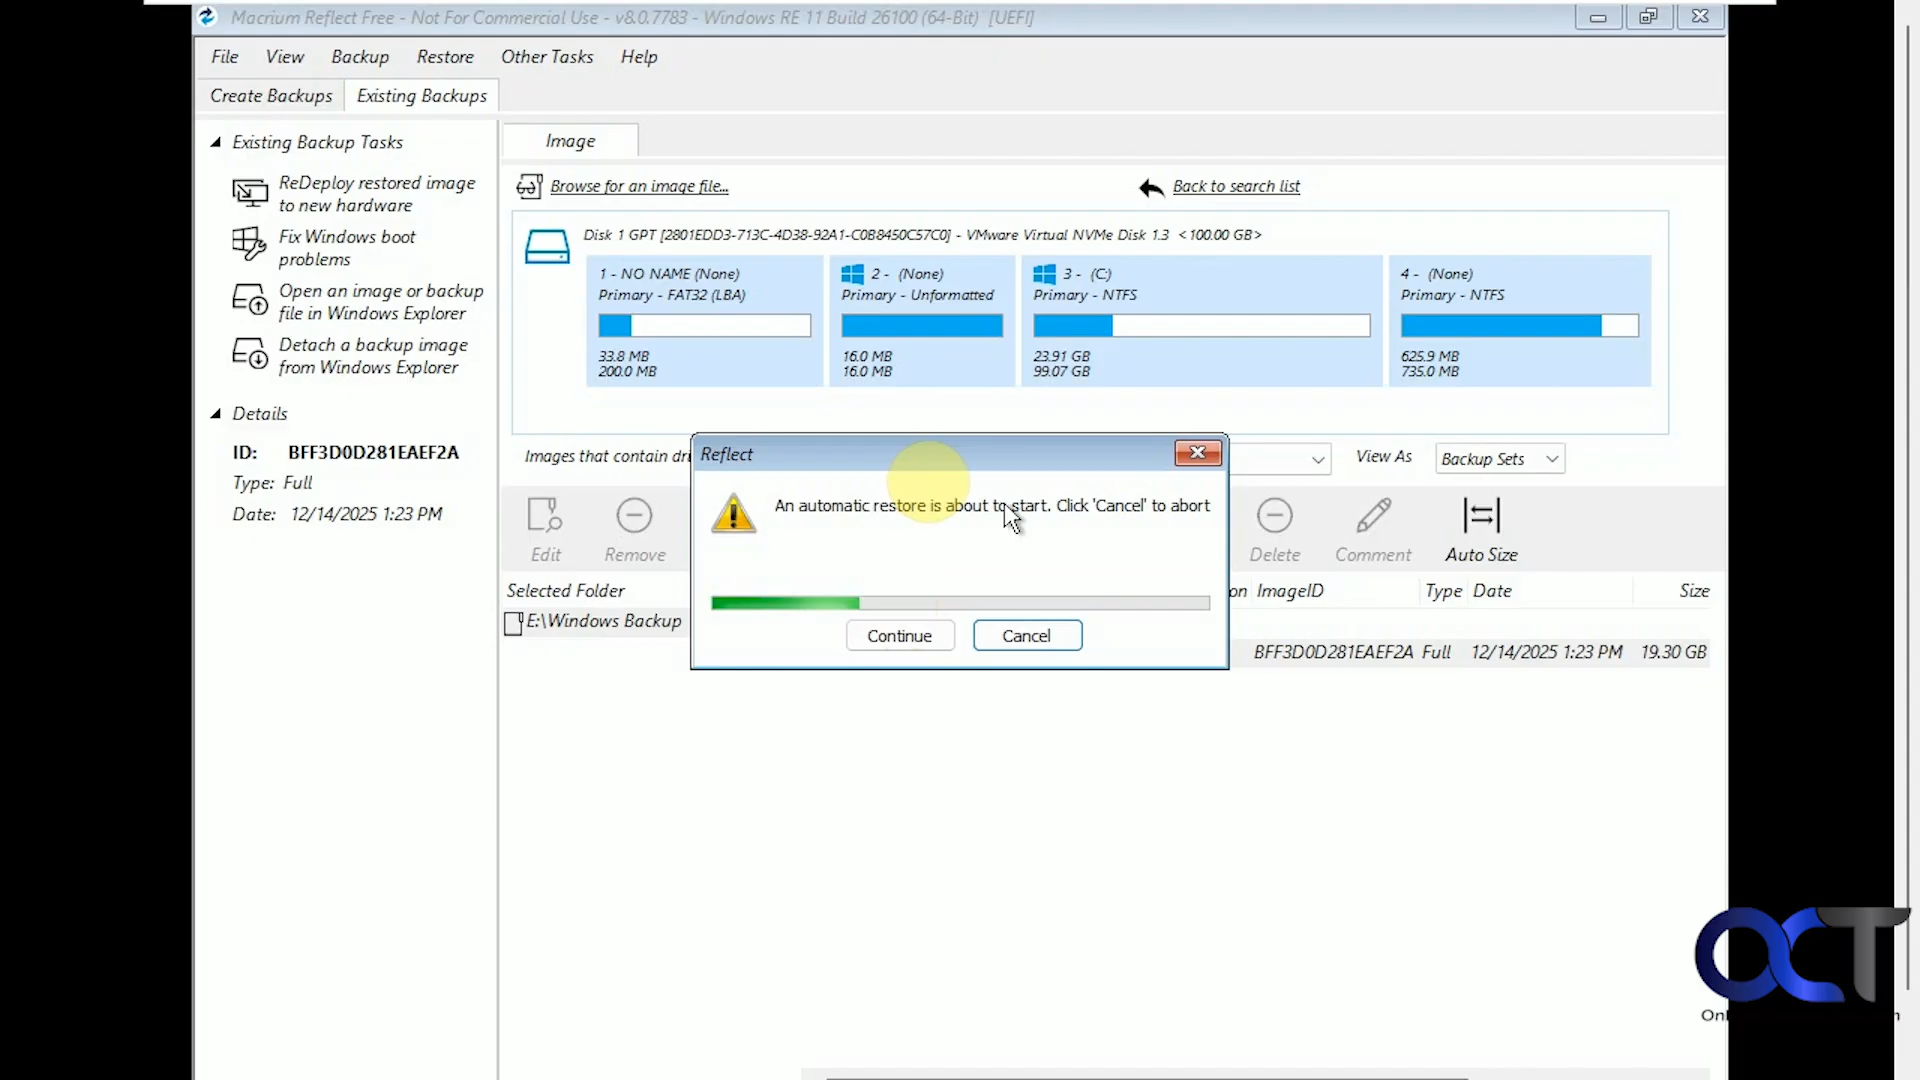 Macrium Reflect Free - Not For Commercial Use - v8.0.7783 - Windows RE 11 Build 26100 (64-Bit) [UEFI]
File View Backup Restore Other Tasks Help
Create Backups Existing Backups
Existing Backup Tasks
ReDeploy restored image
to new hardware
Fix Windows boot
problems
Open an image or backup
file in Windows Explorer
Detach a backup image
from Windows Explorer
Details
ID: BFF3D0D281EAEF2A
Type: Full
Date: 12/14/2025 1:23 PM
Image
Browse for an image file... Back to search list
Disk 1 GPT [2801EDD3-713C-4D38-92A1-C0B8450C57C0] - VMware Virtual NVMe Disk 1.3 <100.00 GB>
1 - NO NAME (None)
Primary - FAT32 (LBA)
33.8 MB
200.0 MB
2 - (None)
Primary - Unformatted
16.0 MB
16.0 MB
3 - (C:)
Primary - NTFS
23.91 GB
99.07 GB
4 - (None)
Primary - NTFS
625.9 MB
735.0 MB
Images that contain View As Backup Sets
Edit Remove Delete Comment Auto Size
Selected Folder ImageID Type Date Size
E:\Windows Backup
BFF3D0D281EAEF2A Full 12/14/2025 1:23 PM 19.30 GB
Reflect
An automatic restore is about to start. Click 'Cancel' to abort
Continue Cancel
OCT